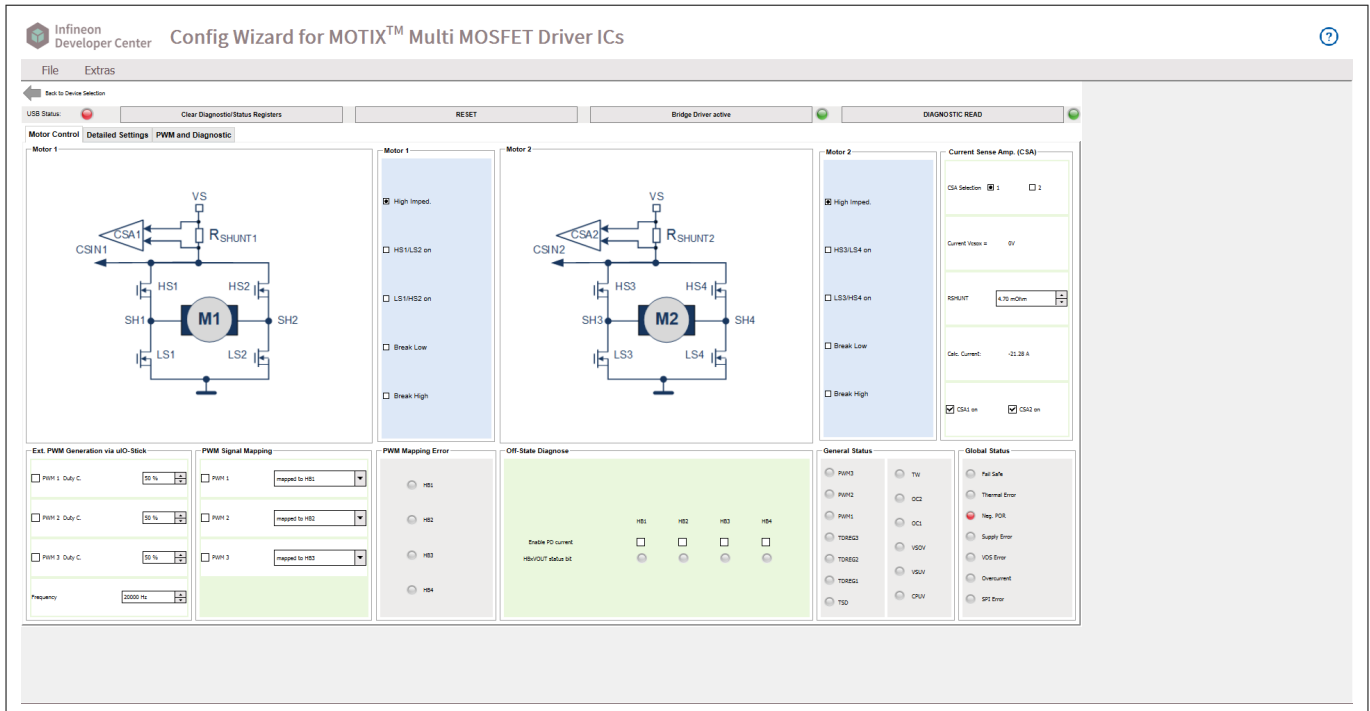 Infineon
Developer Center
Config Wizard for MOTIX™ Multi MOSFET Driver ICs
?
File Extras
Back to Device Selection
USB Status: Clear Diagnostic/Status Registers RESET Bridge Driver active DIAGNOSTIC READ
Motor Control Detailed Settings PWM and Diagnostic
Motor 1
VS
CSA1
RSHUNT1
CSIN1
HS1 HS2
SH1 M1 SH2
LS1 LS2
Motor 1
High Imped.
HS1/LS2 on
LS1/HS2 on
Break Low
Break High
Motor 2
VS
CSA2
RSHUNT2
CSIN2
HS3 HS4
SH3 M2 SH4
LS3 LS4
Motor 2
High Imped.
HS3/LS4 on
LS3/HS4 on
Break Low
Break High
Current Sense Amp. (CSA)
CSA Selection 1 2
Current Vcsox = 0V
RSHUNT 4.70 mOhm
Calc. Current: -21.28 A
CSA1 on CSA2 on
Ext. PWM Generation via uIO-Stick
PWM 1 Duty C. 50 %
PWM 2 Duty C. 50 %
PWM 3 Duty C. 50 %
Frequency 20000 Hz
PWM Signal Mapping
PWM 1 mapped to HB1
PWM 2 mapped to HB2
PWM 3 mapped to HB3
PWM Mapping Error
HB1
HB2
HB3
HB4
Off-State Diagnose
HB1 HB2 HB3 HB4
Enable PD current
HBxVOUT status bit
General Status
PWM3
PWM2
PWM1
TDREG3
TDREG2
TDREG1
TSD
TW
OC2
OC1
VSOV
VSUV
CPUV
Global Status
Fail Safe
Thermal Error
Neg. POR
Supply Error
VDS Error
Overcurrent
SPI Error